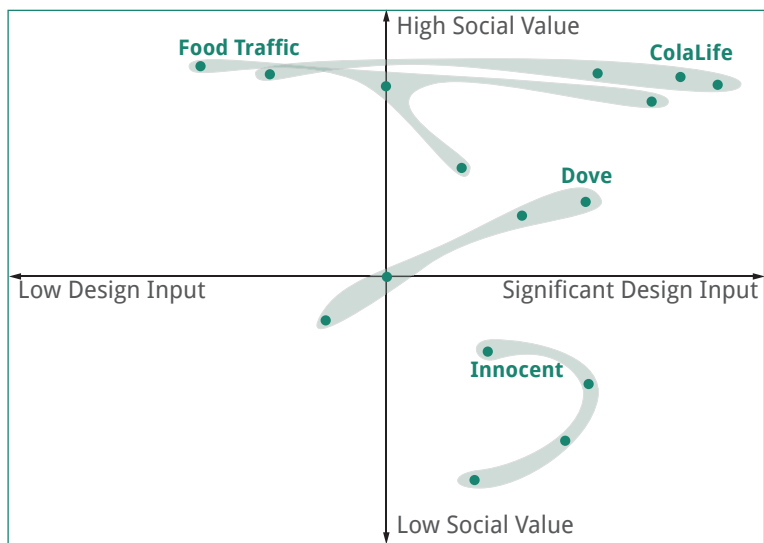 High Social Value
Food Traffic
ColaLife
Dove
Low Design Input
Significant Design Input
Innocent
Low Social Value